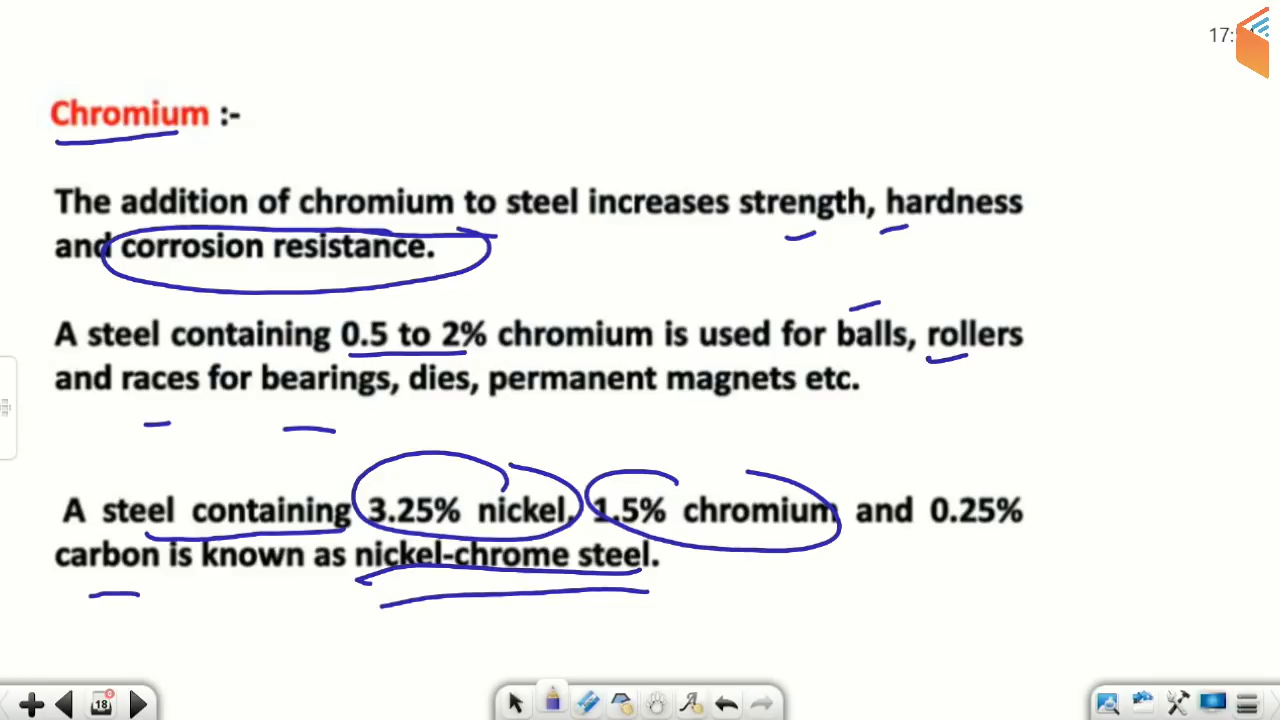 Chromium :-
The addition of chromium to steel increases strength, hardness
and corrosion resistance.
A steel containing 0.5 to 2% chromium is used for balls, rollers
and races for bearings, dies, permanent magnets etc.
A steel containing 3.25% nickel, 1.5% chromium and 0.25%
carbon is known as nickel-chrome steel.
18